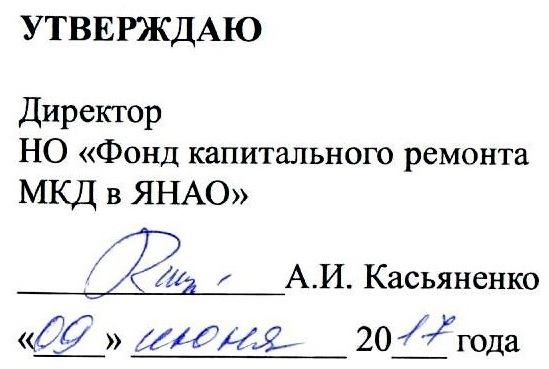 УТВЕРЖДАЮ
Директор
НО «Фонд капитального ремонта
МКД в ЯНАО»
А.И. Касьяненко
«09» июня 2017 года